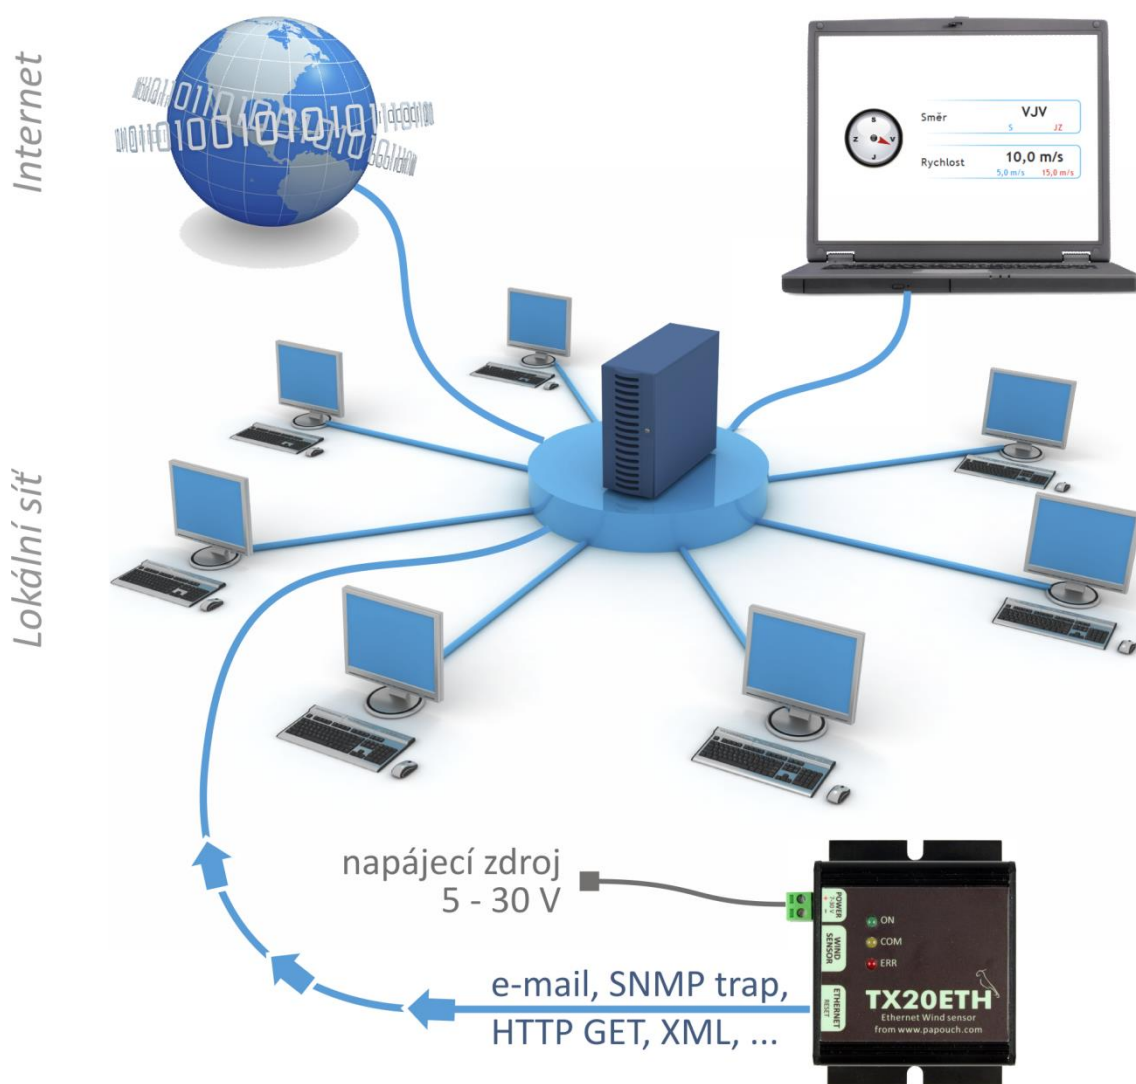 Internet
Lokální síť
S
Z
V
J
Směr
VJV
S
JZ
Rychlost
10,0 m/s
5,0 m/s
15,0 m/s
napájecí zdroj
5 - 30 V
e-mail, SNMP trap,
HTTP GET, XML, ...
POWER
WIND
SENSOR
ETHERNET
RESET
ON
COM
ERR
TX20ETH
Ethernet Wind sensor
from www.papouch.com